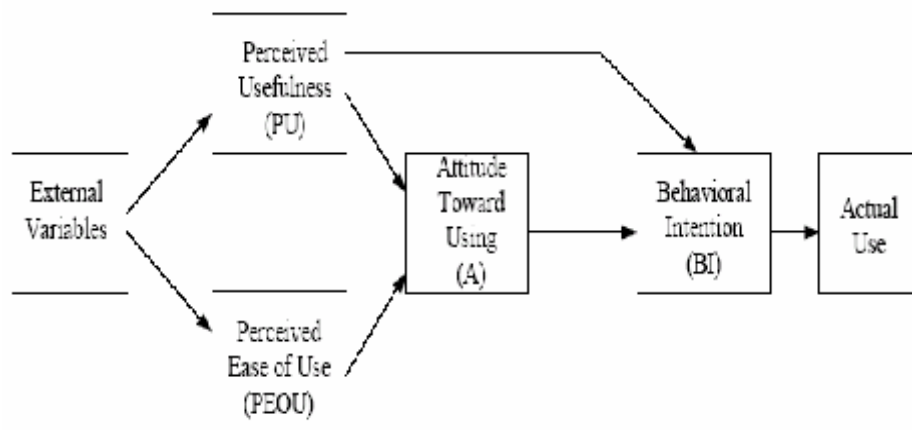 Perceived
Usefulness
(PU)
External
Variables
Perceived
Ease of Use
(PEOU)
Attitude
Toward
Using
(A)
Behavioral
Intention
(BI)
Actual
Use